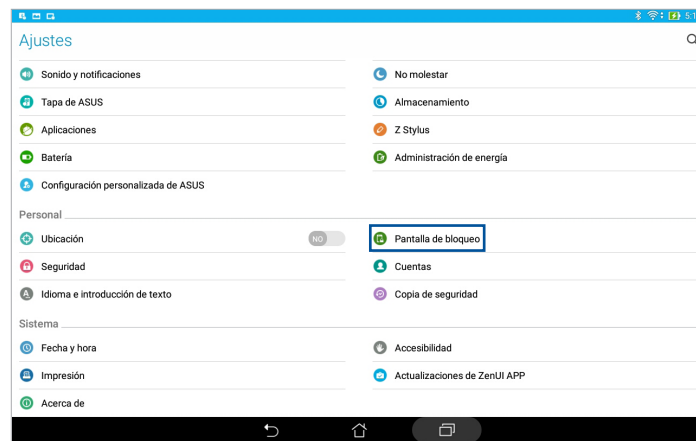 5:1
Ajustes
Sonido y notificaciones
No molestar
Tapa de ASUS
Almacenamiento
Aplicaciones
Z Stylus
Batería
Administración de energía
Configuración personalizada de ASUS
Personal
Ubicación
NO
Pantalla de bloqueo
Seguridad
Cuentas
A
Idioma e introducción de texto
Copia de seguridad
Sistema
Fecha y hora
Accesibilidad
Impresión
Actualizaciones de ZenUI APP
Acerca de